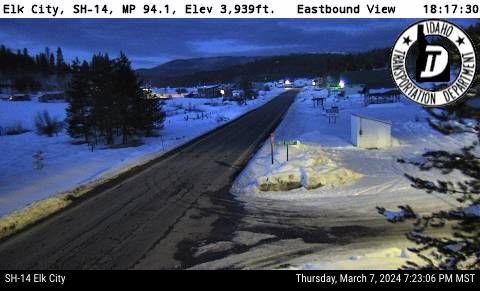 Elk City, SH-14, MP 94.1, Elev 3,939ft. Eastbound View 18:17:30
IDAHO
TRANSPORTATION DEPARTMENT
SH-14 Elk City Thursday, March 7, 2024 7:23:06 PM MST